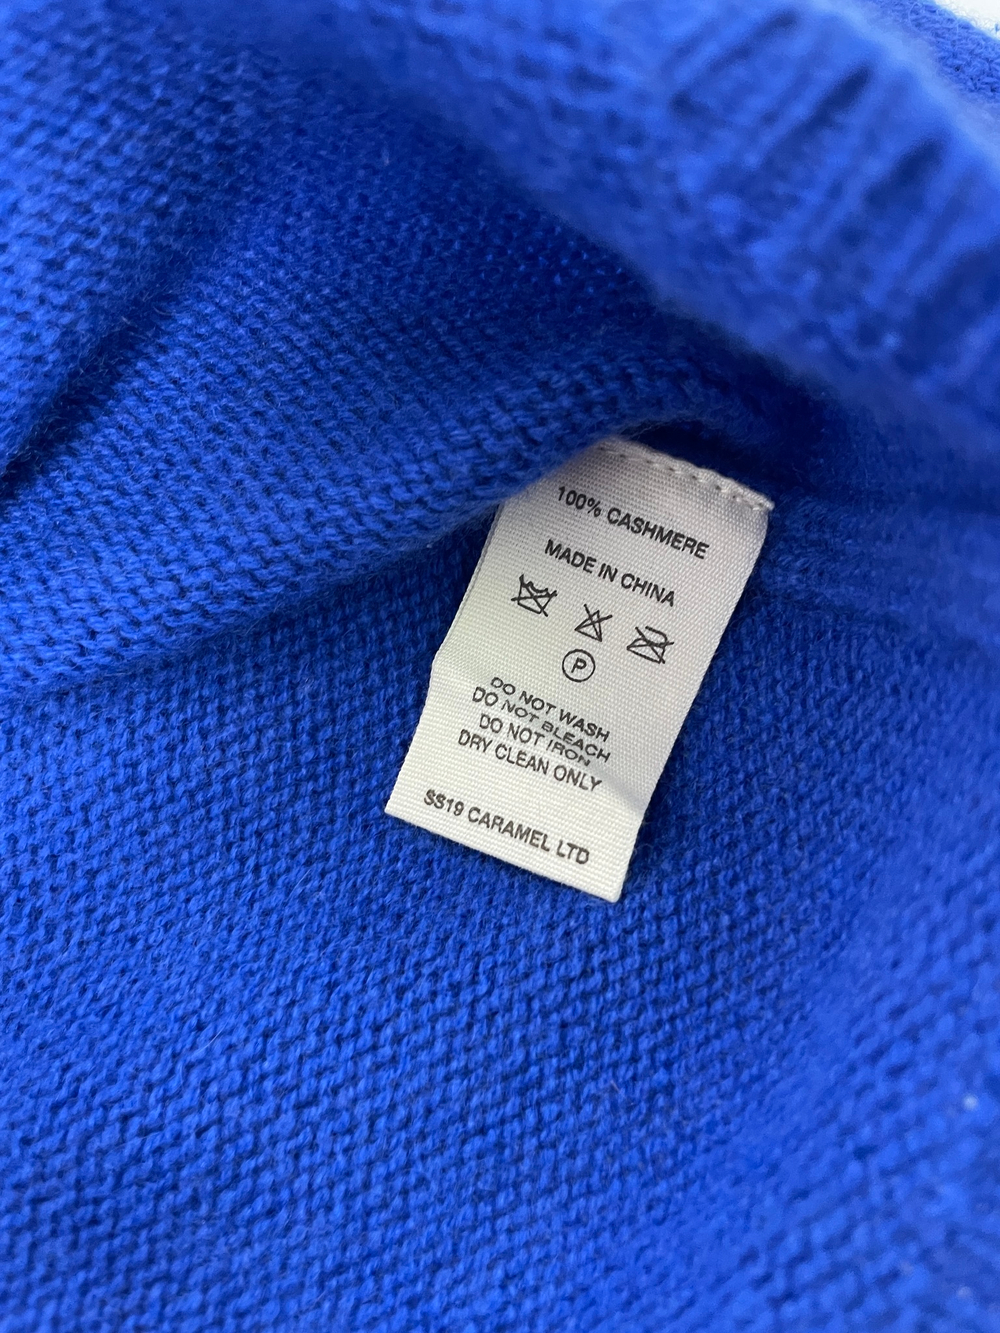 100% CASHMERE
MADE IN CHINA
P
DO NOT WASH
DO NOT BLEACH
DO NOT IRON
DRY CLEAN ONLY
SS19 CARAMEL LTD